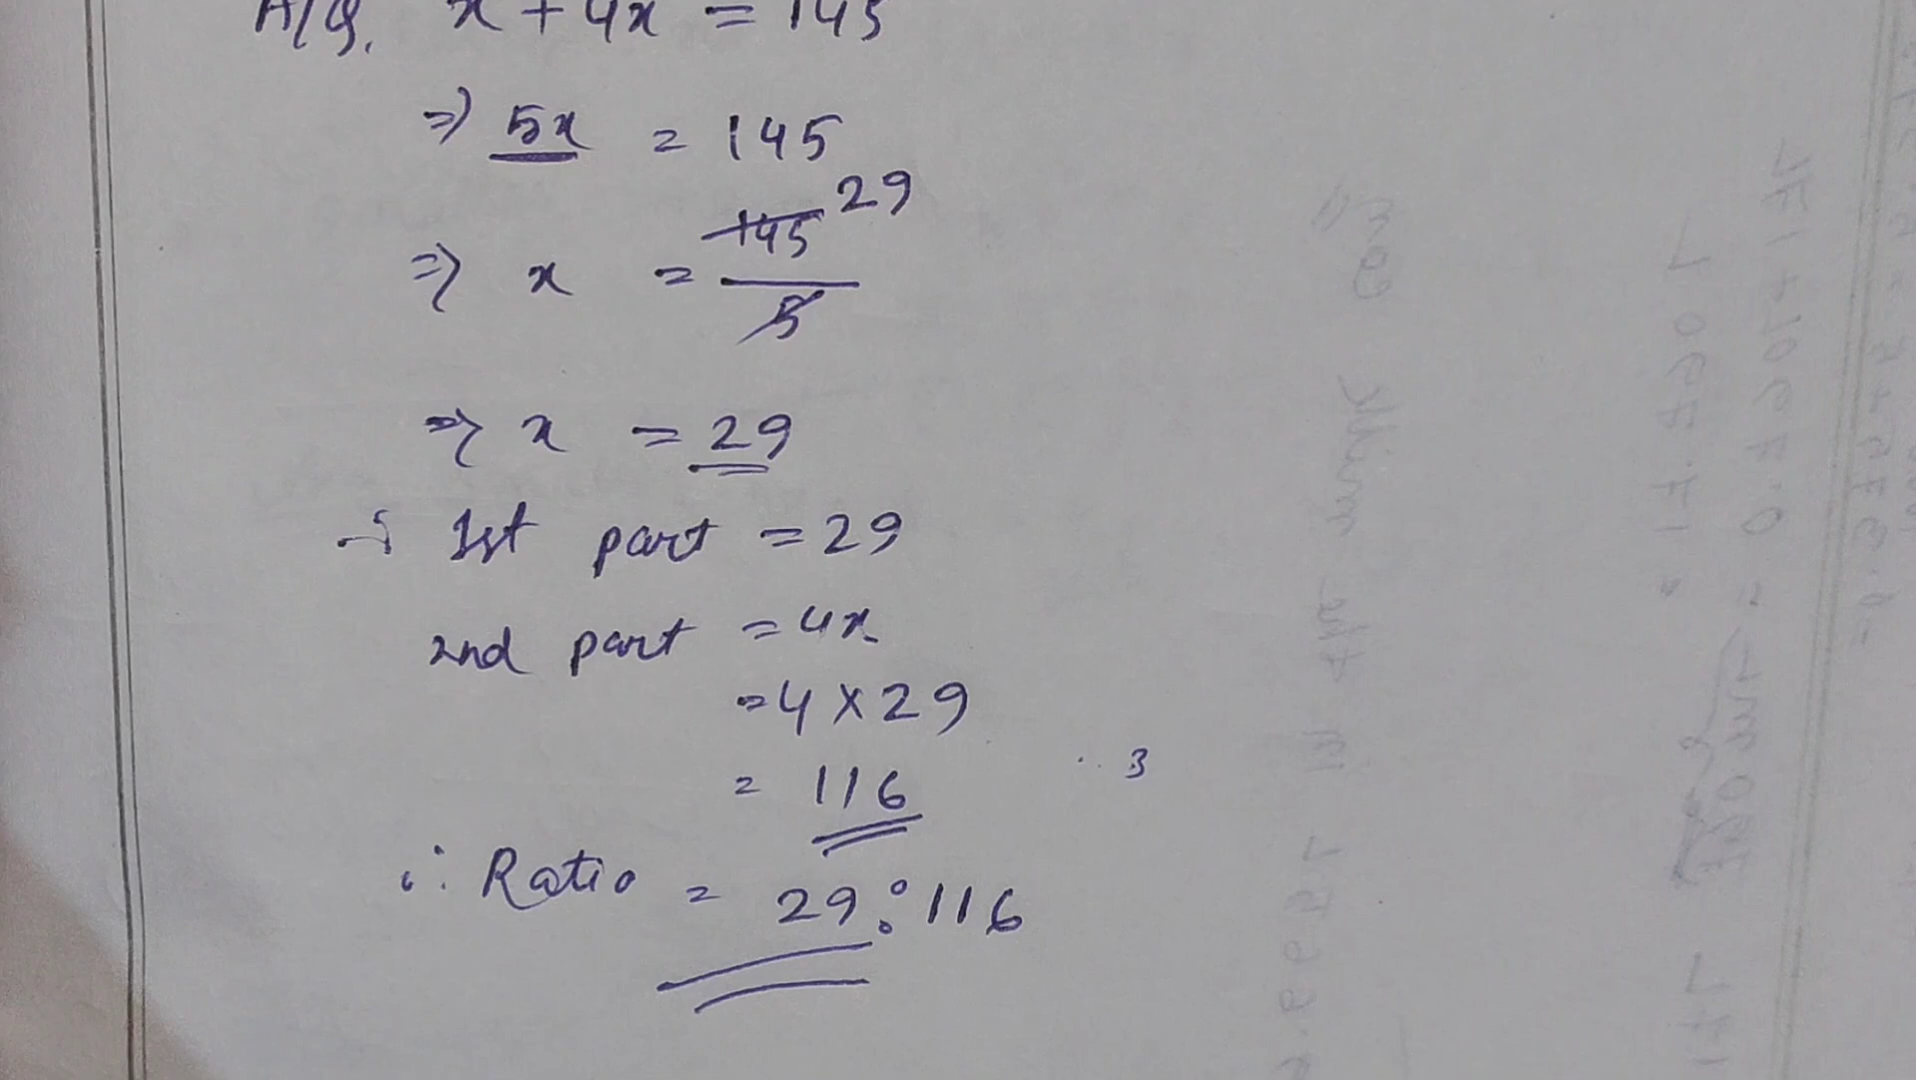 A/Q, x + 4x = 145
=> 5x = 145
=> x = 145/5 29
=> x = 29
∴ 1st part = 29
2nd part = 4x
= 4 × 29
= 116
3
∴ Ratio = 29 : 116